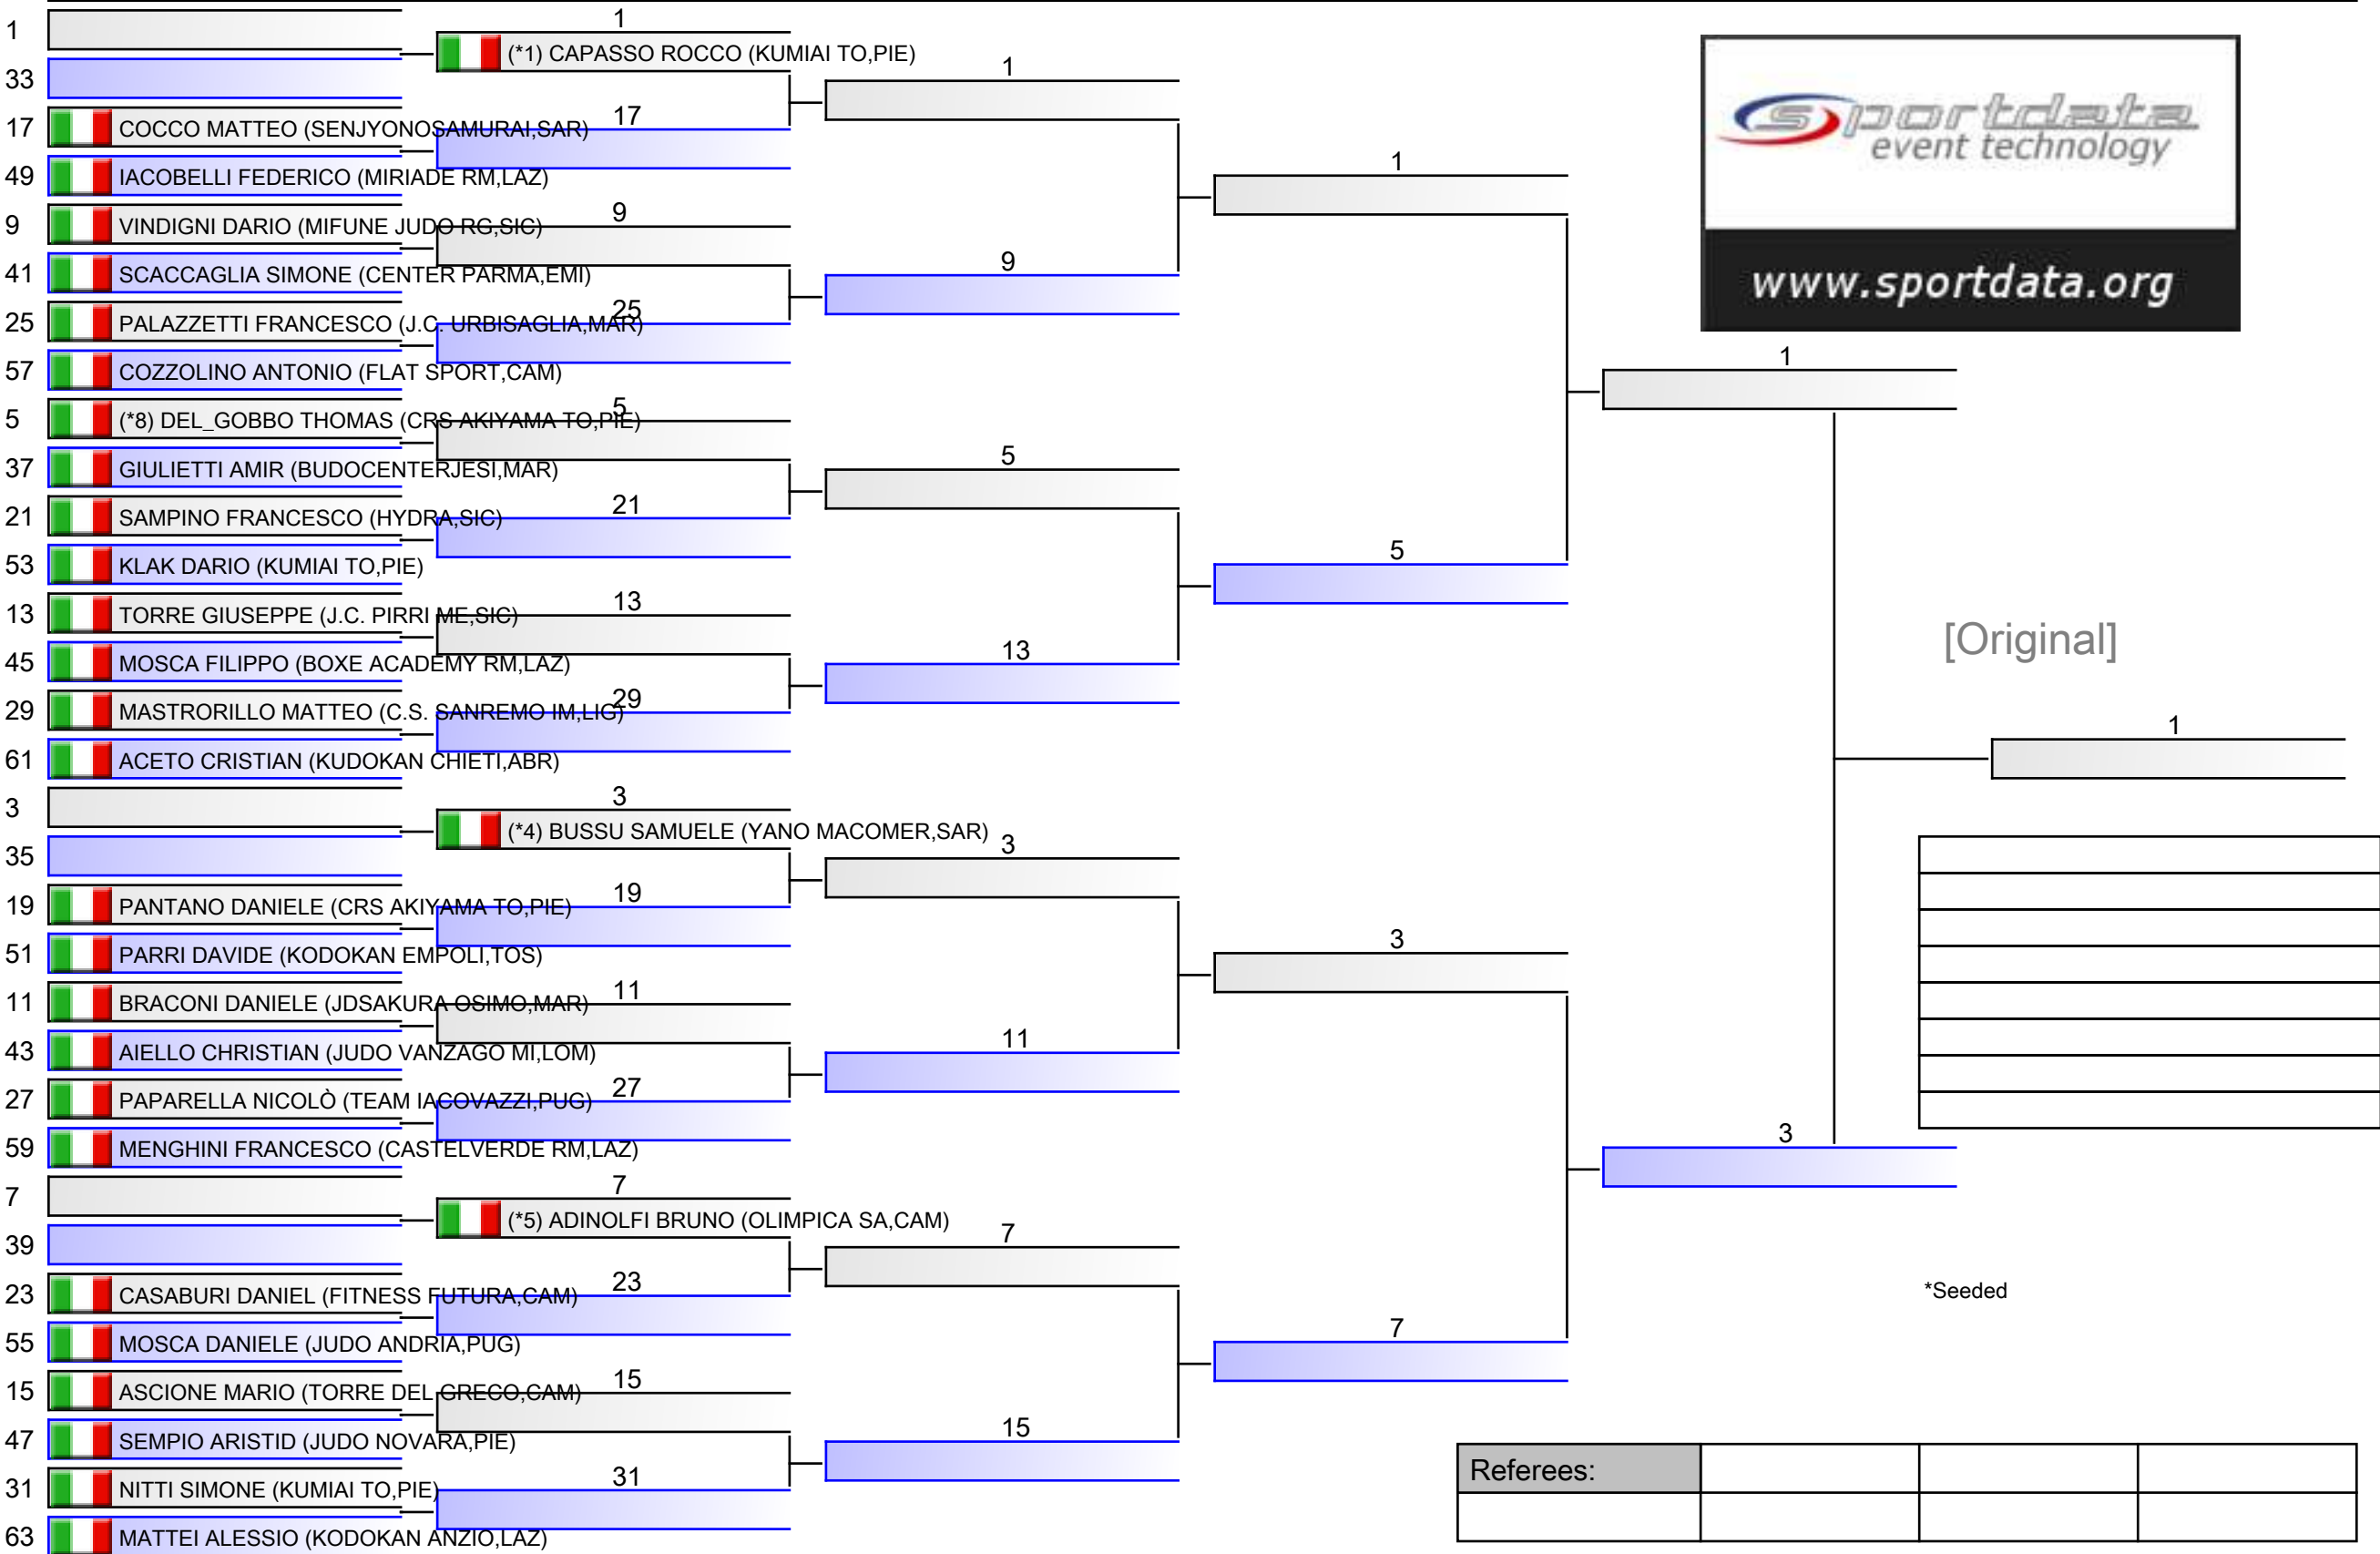 1
1
(*1) CAPASSO ROCCO (KUMIAI TO,PIE)
33
1
17 COCCO MATTEO (SENJYONOSAMURAI,SAR)
17
49 IACOBELLI FEDERICO (MIRIADE RM,LAZ)
1
9 VINDIGNI DARIO (MIFUNE JUDO RG,SIC)
9
41 SCACCAGLIA SIMONE (CENTER PARMA,EMI)
9
25 PALAZZETTI FRANCESCO (J.C. URBISAGLIA,MAR)
25
57 COZZOLINO ANTONIO (FLAT SPORT,CAM)
1
5 (*8) DEL_GOBBO THOMAS (CRS AKIYAMA TO,PIE)
5
37 GIULIETTI AMIR (BUDOCENTERJESI,MAR)
5
21 SAMPINO FRANCESCO (HYDRA,SIC)
21
53 KLAK DARIO (KUMIAI TO,PIE)
5
13 TORRE GIUSEPPE (J.C. PIRRI ME,SIC)
13
45 MOSCA FILIPPO (BOXE ACADEMY RM,LAZ)
13
29 MASTRORILLO MATTEO (C.S. SANREMO IM,LIG)
29
61 ACETO CRISTIAN (KUDOKAN CHIETI,ABR)
3
3
(*4) BUSSU SAMUELE (YANO MACOMER,SAR)
35
3
19 PANTANO DANIELE (CRS AKIYAMA TO,PIE)
19
51 PARRI DAVIDE (KODOKAN EMPOLI,TOS)
3
11 BRACONI DANIELE (JDSAKURA OSIMO,MAR)
11
43 AIELLO CHRISTIAN (JUDO VANZAGO MI,LOM)
11
27 PAPARELLA NICOLÒ (TEAM IACOVAZZI,PUG)
27
59 MENGHINI FRANCESCO (CASTELVERDE RM,LAZ)
3
7
7
(*5) ADINOLFI BRUNO (OLIMPICA SA,CAM)
39
7
23 CASABURI DANIEL (FITNESS FUTURA,CAM)
23
55 MOSCA DANIELE (JUDO ANDRIA,PUG)
7
15 ASCIONE MARIO (TORRE DEL GRECO,CAM)
15
47 SEMPIO ARISTID (JUDO NOVARA,PIE)
15
31 NITTI SIMONE (KUMIAI TO,PIE)
31
63 MATTEI ALESSIO (KODOKAN ANZIO,LAZ)
sportdata
event technology
www.sportdata.org
[Original]
1
*Seeded
Referees: